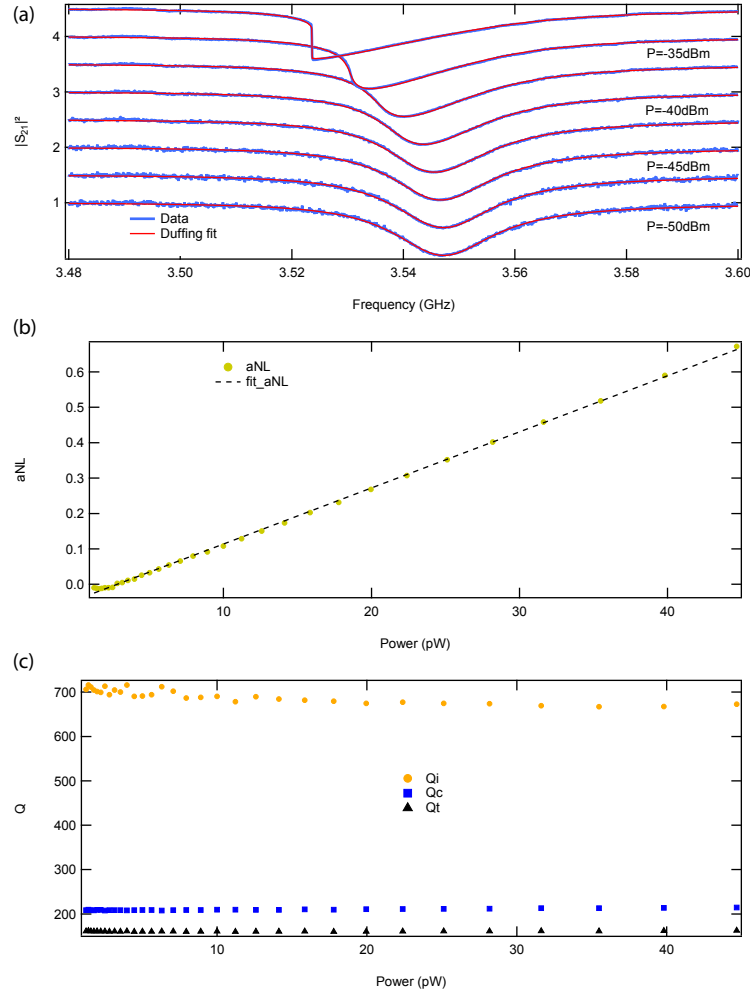 (a)
4
3
2
1
|S21|²
P=-35dBm
P=-40dBm
P=-45dBm
P=-50dBm
Data
Duffing fit
3.48 3.50 3.52 3.54 3.56 3.58 3.60
Frequency (GHz)
(b)
0.6
0.5
0.4
0.3
0.2
0.1
0.0
aNL
aNL
fit_aNL
10 20 30 40
Power (pW)
(c)
700
600
500
400
300
200
Q
Qi
Qc
Qt
10 20 30 40
Power (pW)